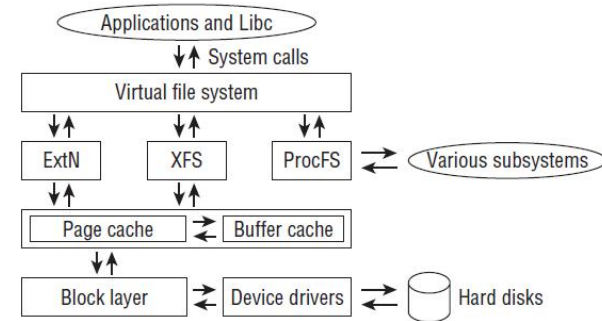 Applications and Libc
System calls
Virtual file system
ExtN
XFS
ProcFS
Various subsystems
Page cache
Buffer cache
Block layer
Device drivers
Hard disks